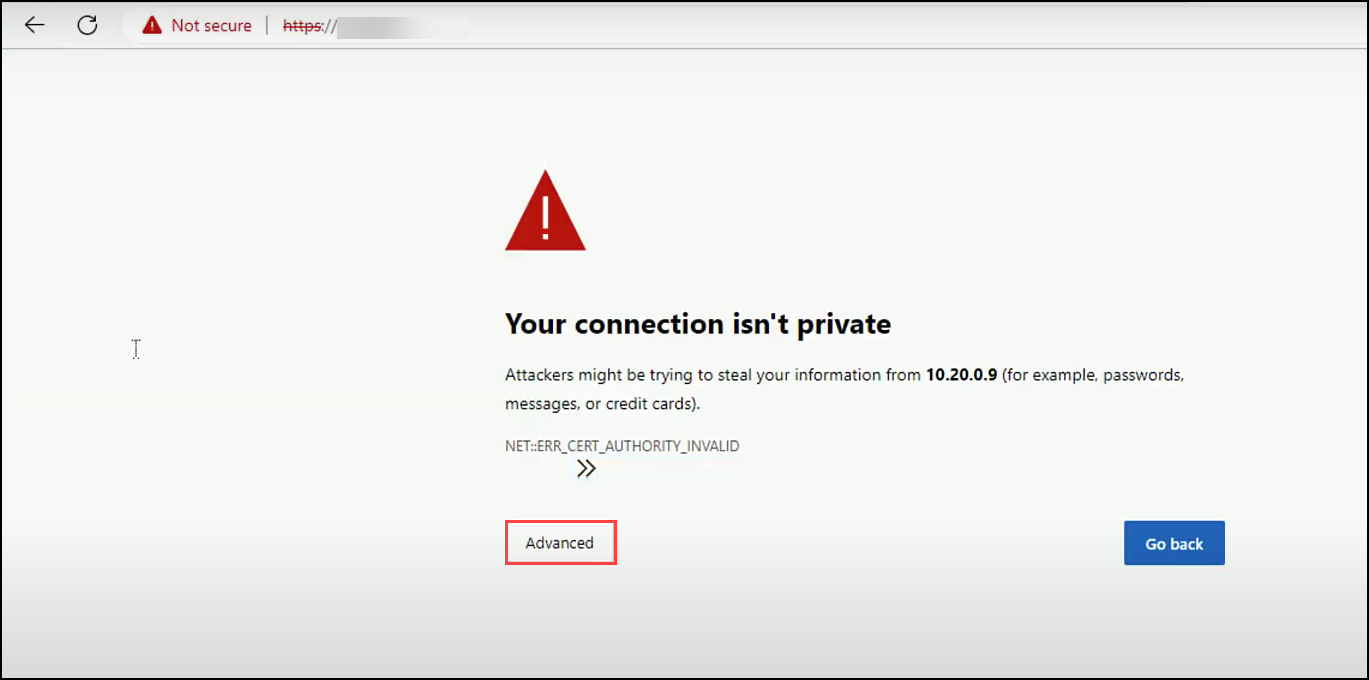 Not secure | https://
Your connection isn't private
Attackers might be trying to steal your information from 10.20.0.9 (for example, passwords,
messages, or credit cards).
NET::ERR_CERT_AUTHORITY_INVALID
Advanced
Go back